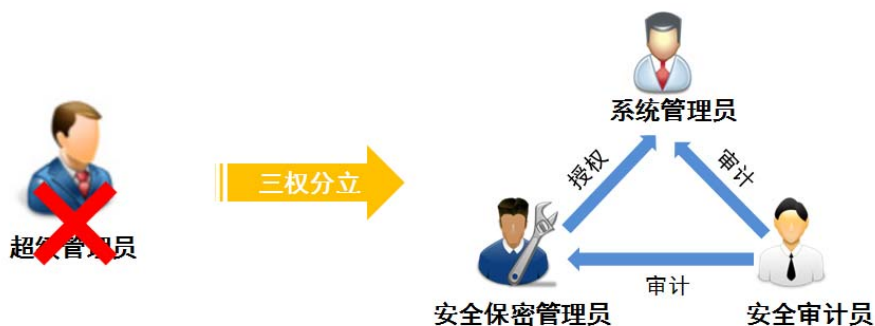 系统管理员
三权分立
授权
审计
超级管理员
审计
安全保密管理员
安全审计员